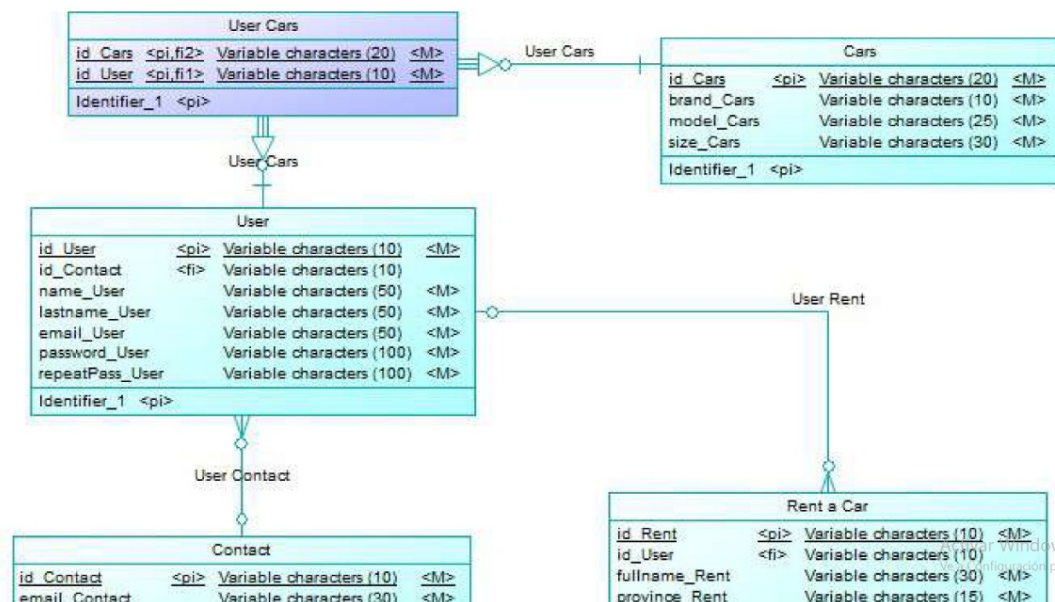 User Cars
id_Cars <pi,fi2> Variable characters (20) <M>
id_User <pi,fi1> Variable characters (10) <M>
Identifier_1 <pi>
User Cars
Cars
id_Cars <pi> Variable characters (20) <M>
brand_Cars Variable characters (10) <M>
model_Cars Variable characters (25) <M>
size_Cars Variable characters (30) <M>
Identifier_1 <pi>
User Cars
User
id_User <pi> Variable characters (10) <M>
id_Contact <fi> Variable characters (10)
name_User Variable characters (50) <M>
lastname_User Variable characters (50) <M>
email_User Variable characters (50) <M>
password_User Variable characters (100) <M>
repeatPass_User Variable characters (100) <M>
Identifier_1 <pi>
User Rent
User Contact
Contact
id_Contact <pi> Variable characters (10) <M>
email_Contact Variable characters (30) <M>
Rent a Car
id_Rent <pi> Variable characters (10) <M>
id_User <fi> Variable characters (10)
fullname_Rent Variable characters (30) <M>
province_Rent Variable characters (15) <M>